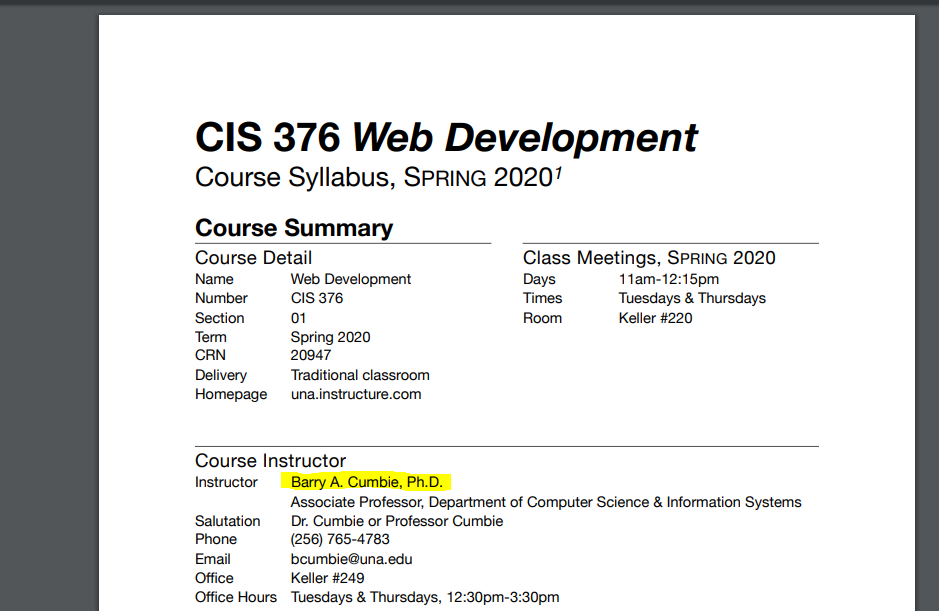 CIS 376 Web Development
Course Syllabus, SPRING 2020¹
Course Summary
Course Detail
Name Web Development
Number CIS 376
Section 01
Term Spring 2020
CRN 20947
Delivery Traditional classroom
Homepage una.instructure.com
Class Meetings, SPRING 2020
Days 11am-12:15pm
Times Tuesdays & Thursdays
Room Keller #220
Course Instructor
Instructor Barry A. Cumbie, Ph.D.
Associate Professor, Department of Computer Science & Information Systems
Salutation Dr. Cumbie or Professor Cumbie
Phone (256) 765-4783
Email bcumbie@una.edu
Office Keller #249
Office Hours Tuesdays & Thursdays, 12:30pm-3:30pm